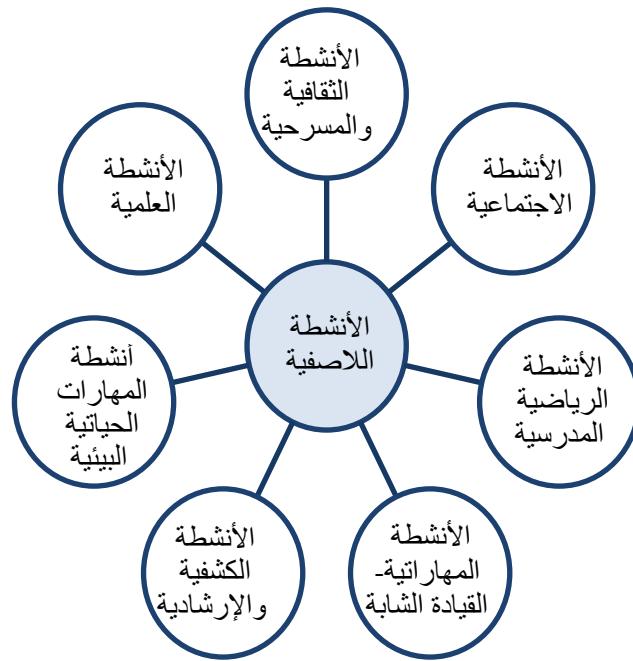 الأنشطة
الثقافية
والمسرحية
الأنشطة
الاجتماعية
الأنشطة
الرياضية
المدرسية
الأنشطة
المهاراتية-
القيادة الشابة
الأنشطة
الكشفية
والإرشادية
أنشطة
المهارات
الحياتية
البيئية
الأنشطة
العلمية
الأنشطة
اللاصفية